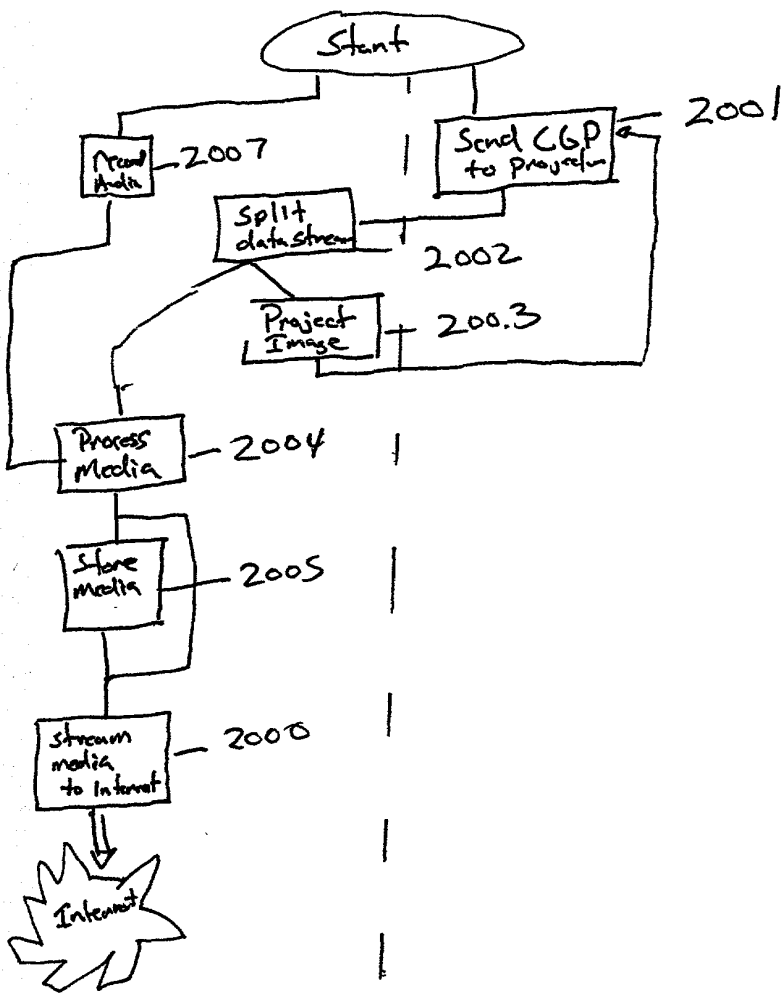 Start
2001
Send CGP
to Projector
2007
record
Audio
Split
data stream
2002
Project
Image
200.3
Process
Media
2004
Store
media
2005
stream
media
to Internet
2000
Internet